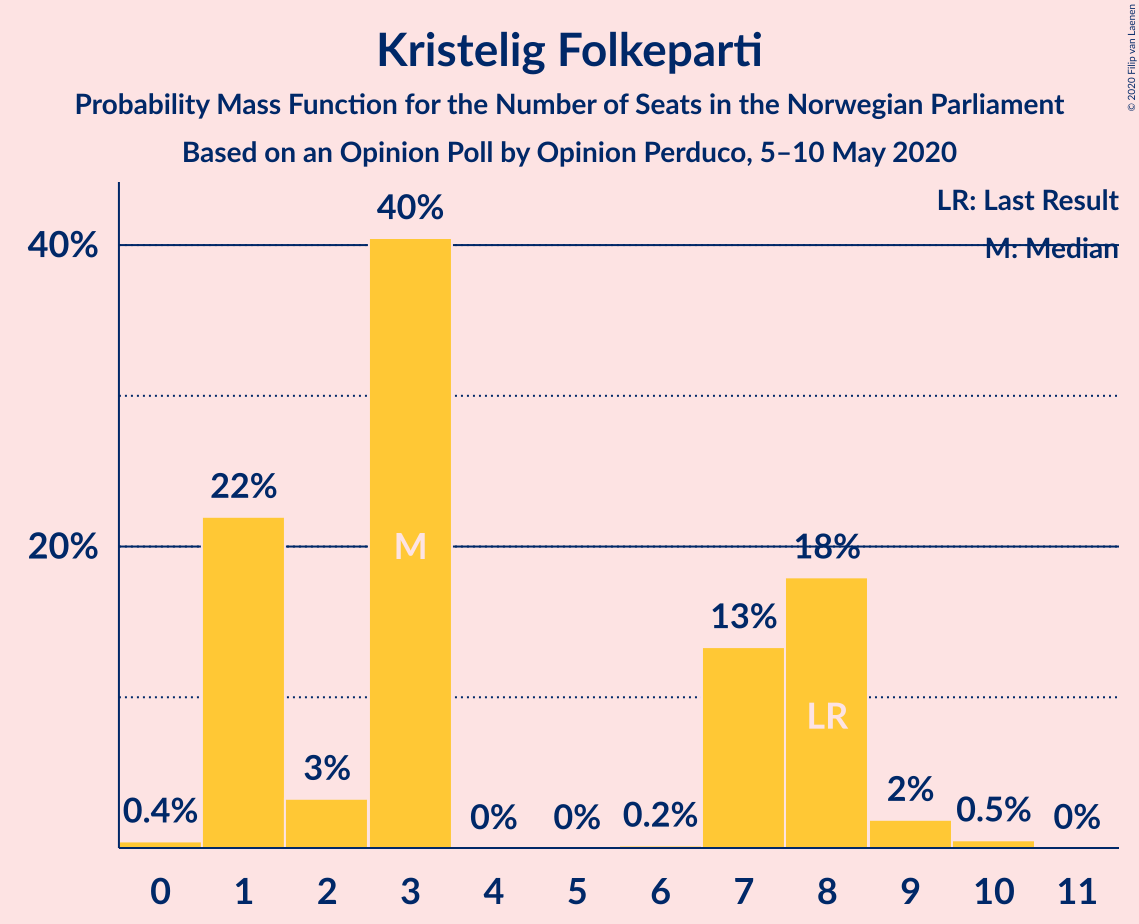 Kristelig Folkeparti
Probability Mass Function for the Number of Seats in the Norwegian Parliament
Based on an Opinion Poll by Opinion Perduco, 5–10 May 2020
© 2020 Filip van Laenen
LR: Last Result
M: Median
40%
20%
0.4%
22%
3%
40%
0%
0%
0.2%
13%
18%
2%
0.5%
0%
M
LR
0 1 2 3 4 5 6 7 8 9 10 11